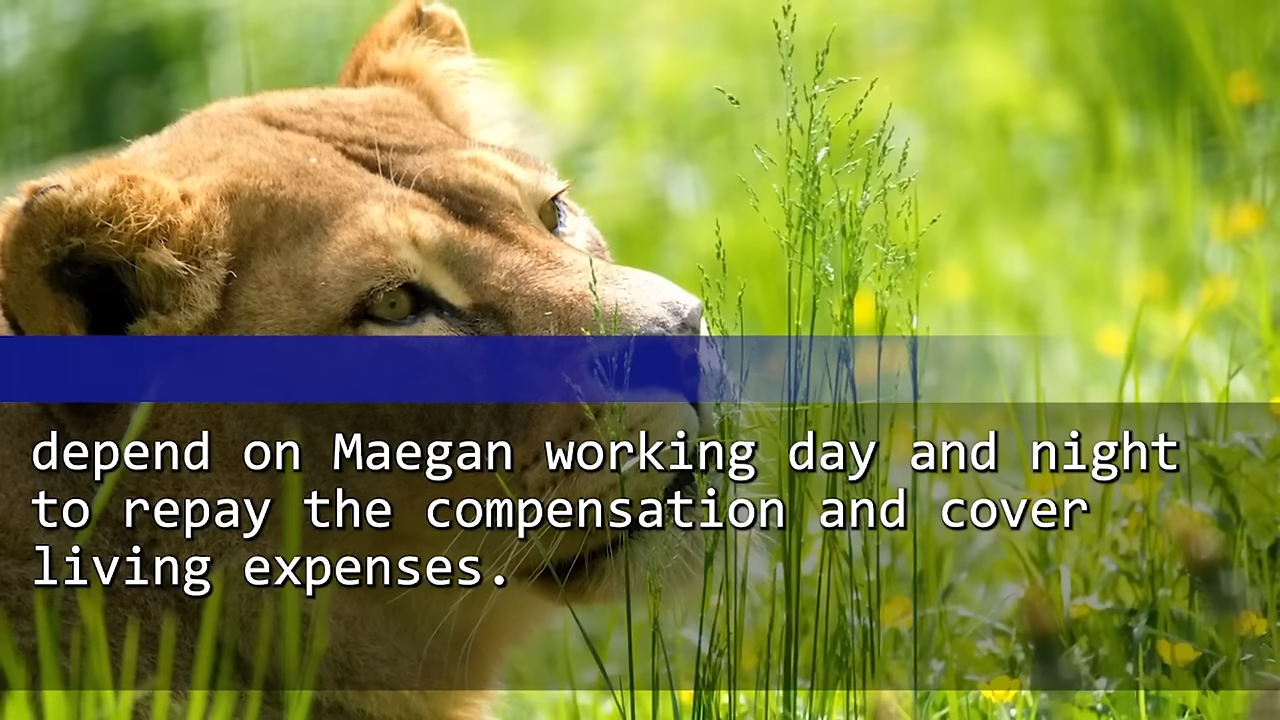 depend on Maegan working day and night
to repay the compensation and cover
living expenses.